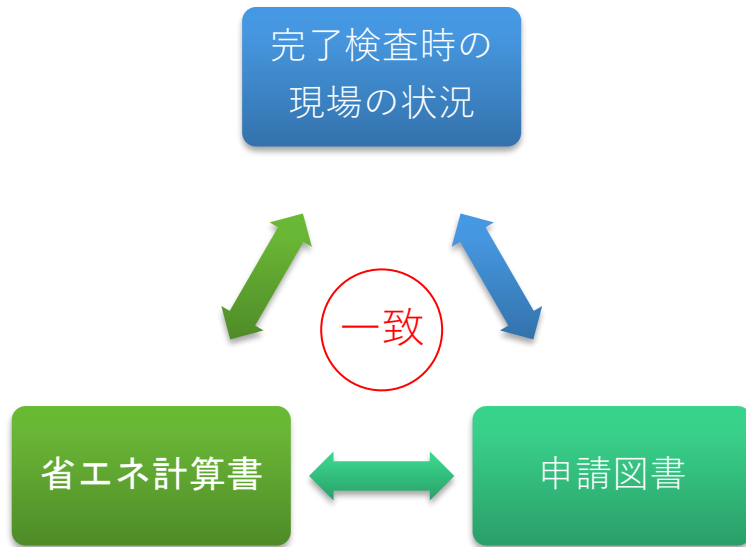 完了検査時の
現場の状況
一致
省エネ計算書
申請図書